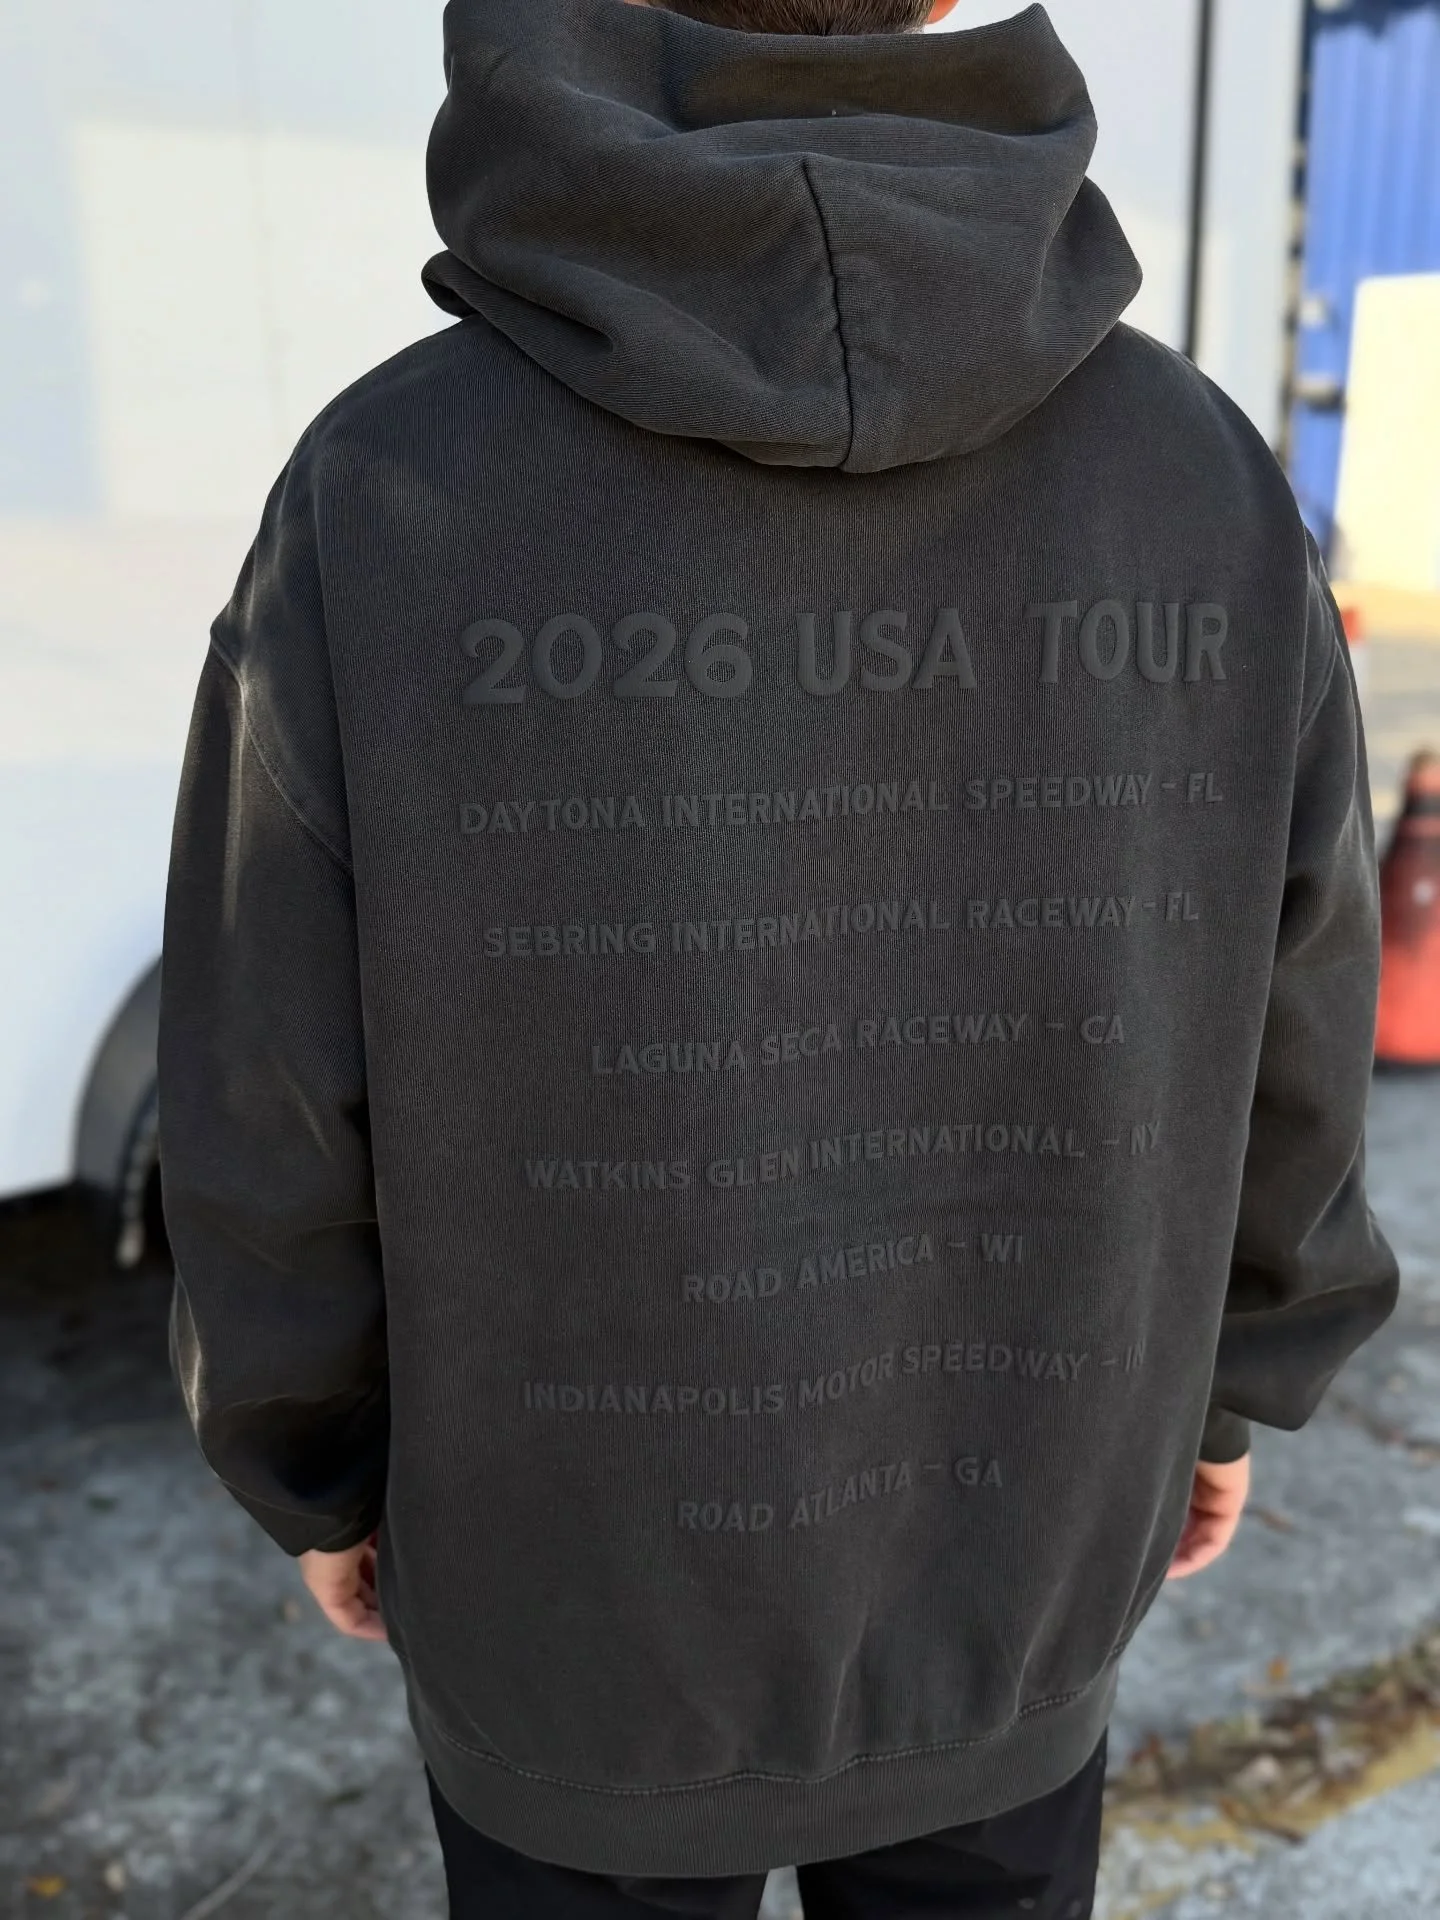 2026 USA TOUR
DAYTONA INTERNATIONAL SPEEDWAY - FL
SEBRING INTERNATIONAL RACEWAY - FL
LAGUNA SECA RACEWAY - CA
WATKINS GLEN INTERNATIONAL - NY
ROAD AMERICA - WI
INDIANAPOLIS MOTOR SPEEDWAY - IN
ROAD ATLANTA - GA